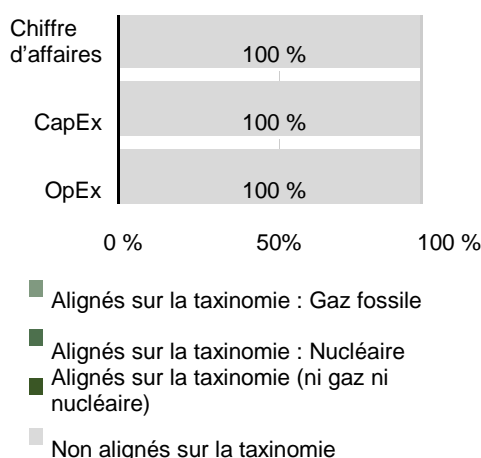 Chiffre
d'affaires
100 %
CapEx
100 %
OpEx
100 %
0 %
50%
100 %
Alignés sur la taxinomie : Gaz fossile
Alignés sur la taxinomie : Nucléaire
Alignés sur la taxinomie (ni gaz ni
nucléaire)
Non alignés sur la taxinomie